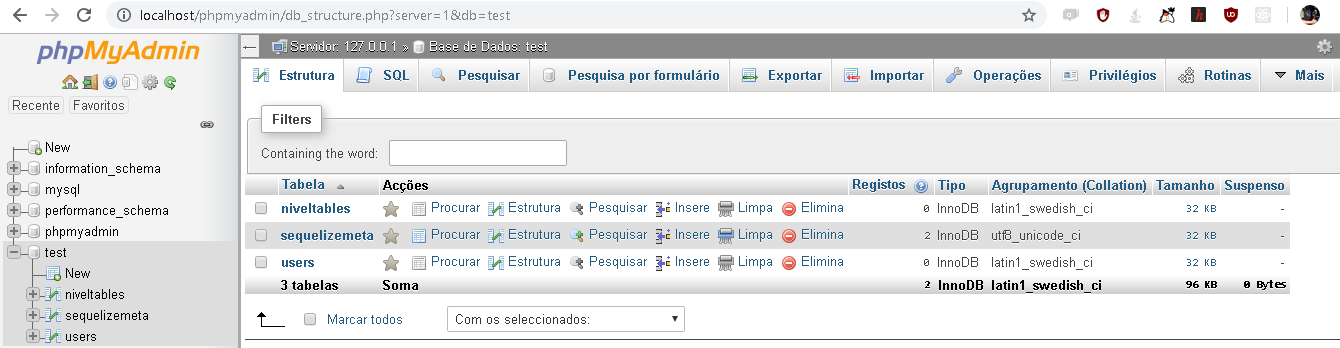 localhost/phpmyadmin/db_structure.php?server=1&db=test
phpMyAdmin
Recente Favoritos
New
information_schema
mysql
performance_schema
phpmyadmin
test
New
niveltables
sequelizemeta
users
Servidor: 127.0.0.1 » Base de Dados: test
Estrutura SQL Pesquisar Pesquisa por formulário Exportar Importar Operações Privilégios Rotinas Mais
Filters
Containing the word:
Tabela Acções Registos Tipo Agrupamento (Collation) Tamanho Suspenso
niveltables Procurar Estrutura Pesquisar Insere Limpa Elimina 0 InnoDB latin1_swedish_ci 32 KB -
sequelizemeta Procurar Estrutura Pesquisar Insere Limpa Elimina 2 InnoDB utf8_unicode_ci 32 KB -
users Procurar Estrutura Pesquisar Insere Limpa Elimina 0 InnoDB latin1_swedish_ci 32 KB -
3 tabelas Soma 2 InnoDB latin1_swedish_ci 96 KB 0 Bytes
Marcar todos Com os seleccionados: